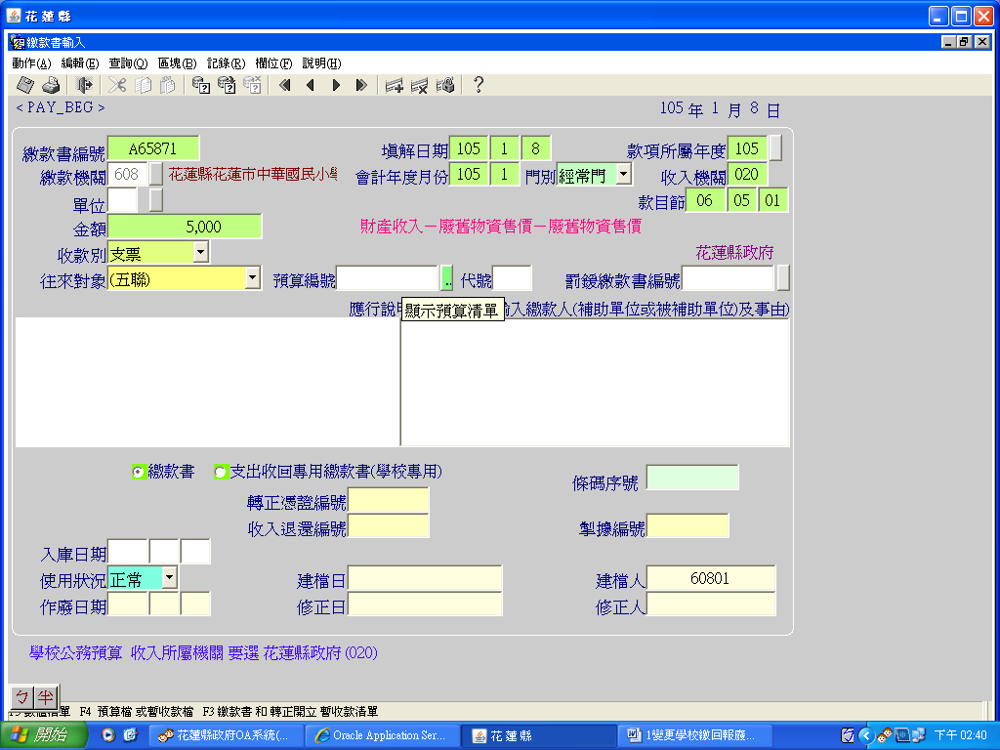 花蓮縣
繳款書輸入
動作(A) 編輯(E) 查詢(Q) 區塊(B) 記錄(R) 欄位(F) 說明(H)
< PAY_BEG > 105 年 1 月 8 日
繳款書編號 A65871 填解日期 105 1 8 款項所屬年度 105
繳款機關 608 花蓮縣花蓮市中華國民小 會計年度月份 105 1 門別 經常門 收入機關 020
單位 款目節 06 05 01
金額 5,000 財產收入－廢舊物資售價－廢舊物資售價
收款別 支票 花蓮縣政府
往來對象 (五聯) 預算編號 .. 代號 罰鍰繳款書編號
應行說 顯示預算清單 輸入繳款人(補助單位或被補助單位)及事由)
繳款書 支出收回專用繳款書(學校專用) 條碼序號
轉正憑證編號
收入退還編號 掣據編號
入庫日期
使用狀況 正常 建檔日 建檔人 60801
作廢日期 修正日 修正人
學校公務預算 收入所屬機關 要選 花蓮縣政府 (020)
ㄅ 半
清單 F4 預算檔 或暫收款檔 F3 繳款書 和 轉正開立 暫收款清單
開始 花蓮縣政府OA系統(... Oracle Application Ser... 花蓮縣 1變更學校繳回報廢... 下午 02:40